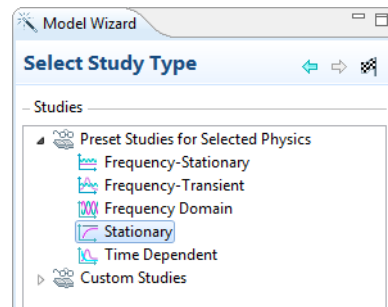 Model Wizard
Select Study Type
Studies
Preset Studies for Selected Physics
Frequency-Stationary
Frequency-Transient
Frequency Domain
Stationary
Time Dependent
Custom Studies